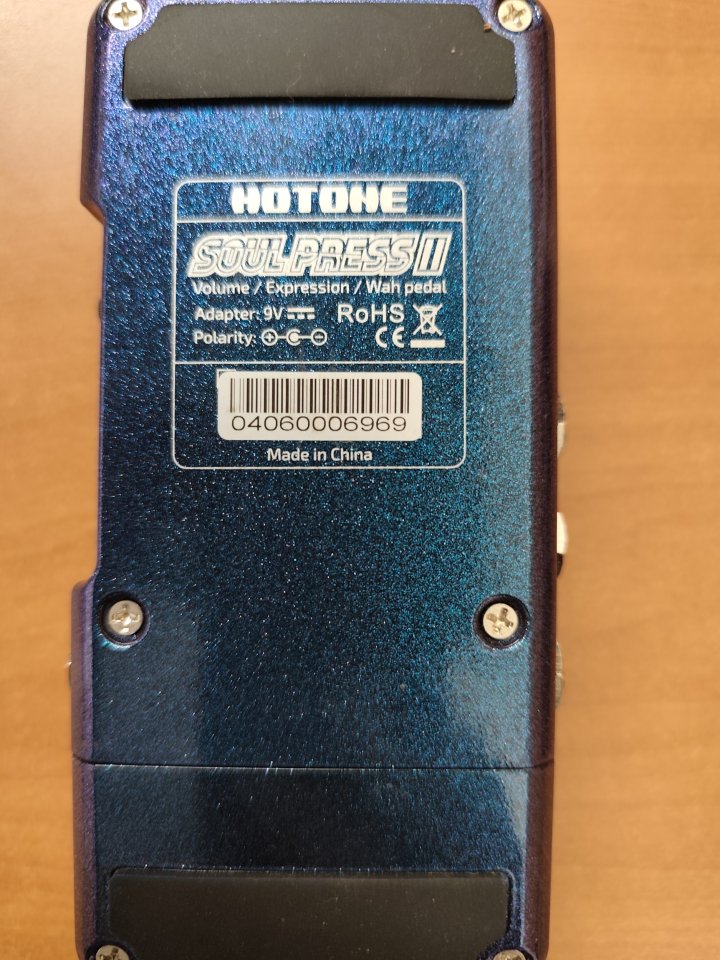 HOTONE
SOUL PRESS II
Volume / Expression / Wah pedal
Adapter: 9V
RoHS
Polarity:
CE
04060006969
Made in China